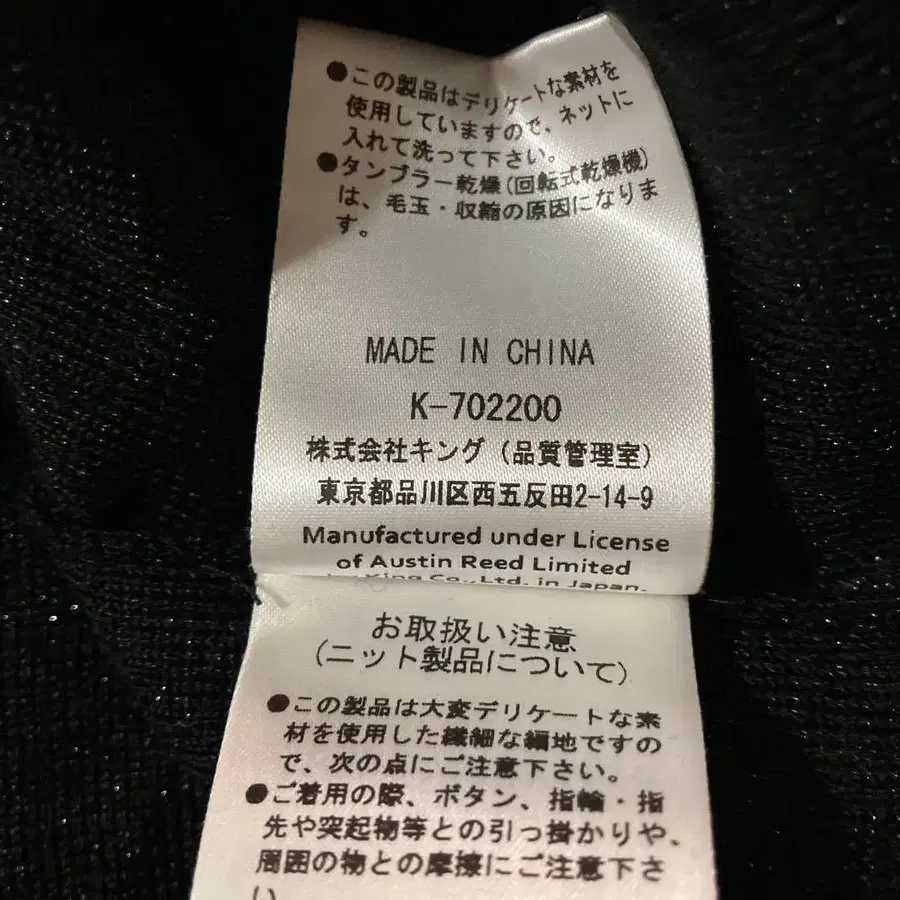 ●この製品はデリケートな素材を
使用していますので、ネットに
入れて洗って下さい。
●タンブラー乾燥(回転式乾燥機)
は、毛玉・収縮の原因になりま
す。
MADE IN CHINA
K-702200
株式会社キング(品質管理室)
東京都品川区西五反田2-14-9
Manufactured under License
of Austin Reed Limited
by King Co., Ltd. in Japan.
お取扱い注意
(ニット製品について)
●この製品は大変デリケートな素
材を使用した繊細な編地ですの
で、次の点にご注意下さい。
●ご着用の際、ボタン、指輪・指
先や突起物等との引っ掛かりや、
周囲の物との摩擦にご注意下さ
い